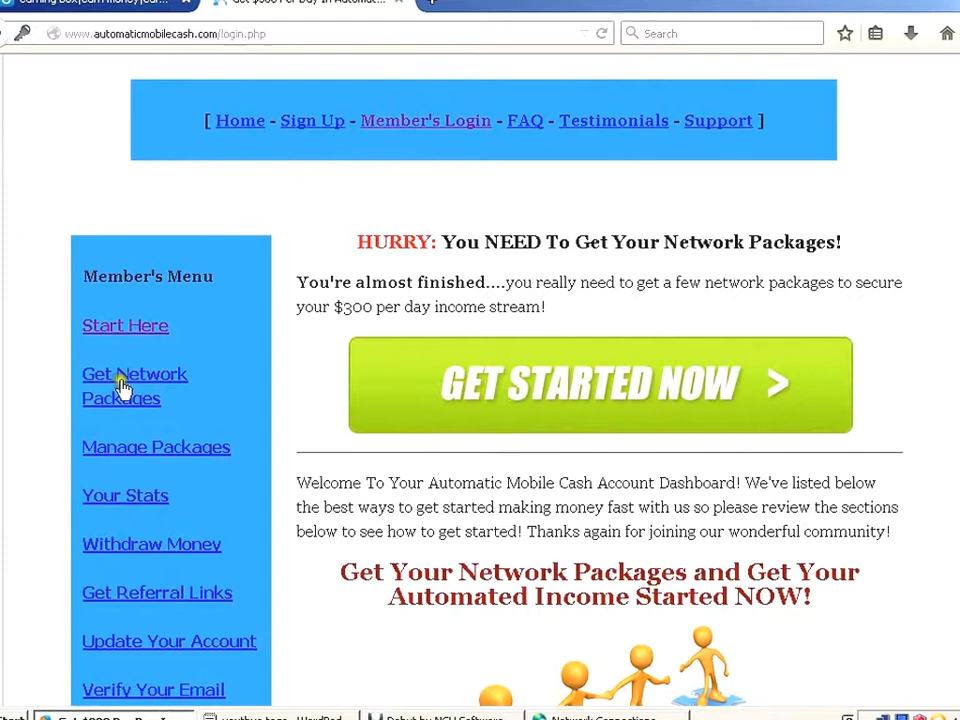 www.automaticmobilecash.com/login.php
Search
[ Home - Sign Up - Member's Login - FAQ - Testimonials - Support ]
HURRY: You NEED To Get Your Network Packages!
You're almost finished....you really need to get a few network packages to secure
your $300 per day income stream!
GET STARTED NOW >
Member's Menu
Start Here
Get Network
Packages
Manage Packages
Your Stats
Withdraw Money
Get Referral Links
Update Your Account
Verify Your Email
Welcome To Your Automatic Mobile Cash Account Dashboard! We've listed below
the best ways to get started making money fast with us so please review the sections
below to see how to get started! Thanks again for joining our wonderful community!
Get Your Network Packages and Get Your
Automated Income Started NOW!